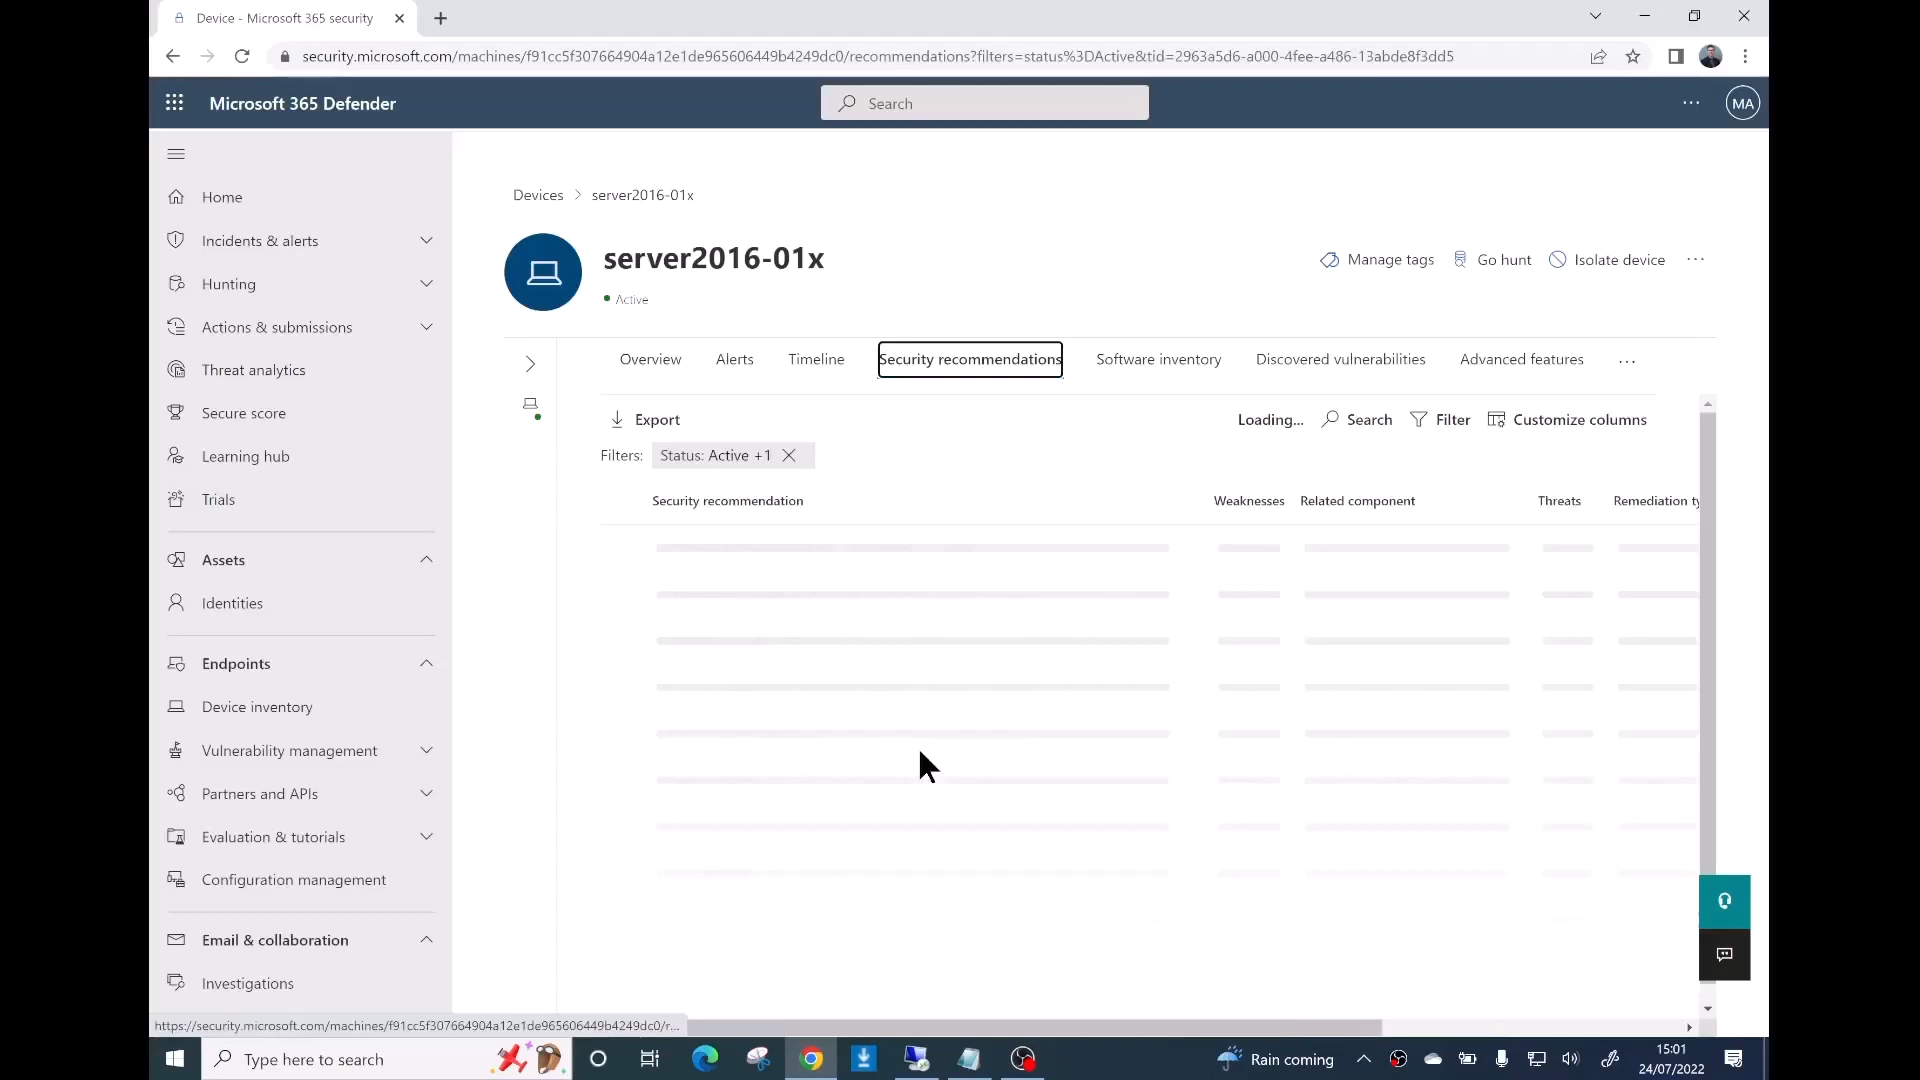 Device - Microsoft 365 security
security.microsoft.com/machines/f91cc5f307664904a12e1de965606449b4249dc0/recommendations?filters=status%3DActive&tid=2963a5d6-a000-4fee-a486-13abde8f3dd5
Microsoft 365 Defender
Search
MA
Home
Incidents & alerts
Hunting
Actions & submissions
Threat analytics
Secure score
Learning hub
Trials
Assets
Identities
Endpoints
Device inventory
Vulnerability management
Partners and APIs
Evaluation & tutorials
Configuration management
Email & collaboration
Investigations
Devices > server2016-01x
server2016-01x
Active
Manage tags Go hunt Isolate device
Overview Alerts Timeline Security recommendations Software inventory Discovered vulnerabilities Advanced features
Export Loading... Search Filter Customize columns
Filters: Status: Active +1
Security recommendation Weaknesses Related component Threats Remediation ty
https://security.microsoft.com/machines/f91cc5f307664904a12e1de965606449b4249dc0/r...
Type here to search
Rain coming
15:01
24/07/2022